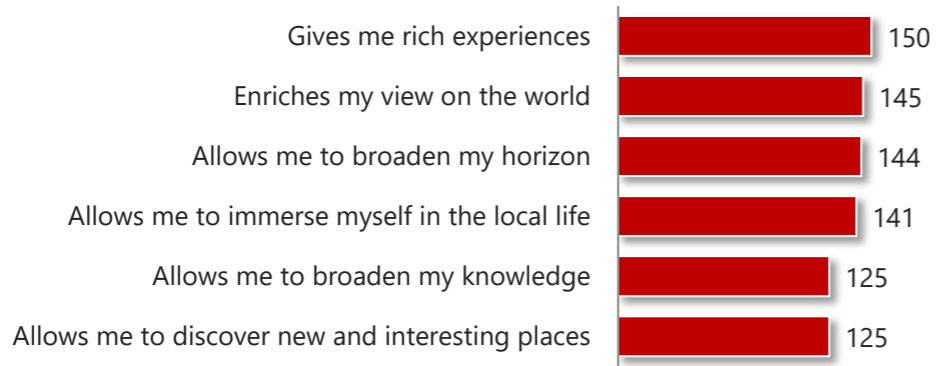 Gives me rich experiences 150
Enriches my view on the world 145
Allows me to broaden my horizon 144
Allows me to immerse myself in the local life 141
Allows me to broaden my knowledge 125
Allows me to discover new and interesting places 125